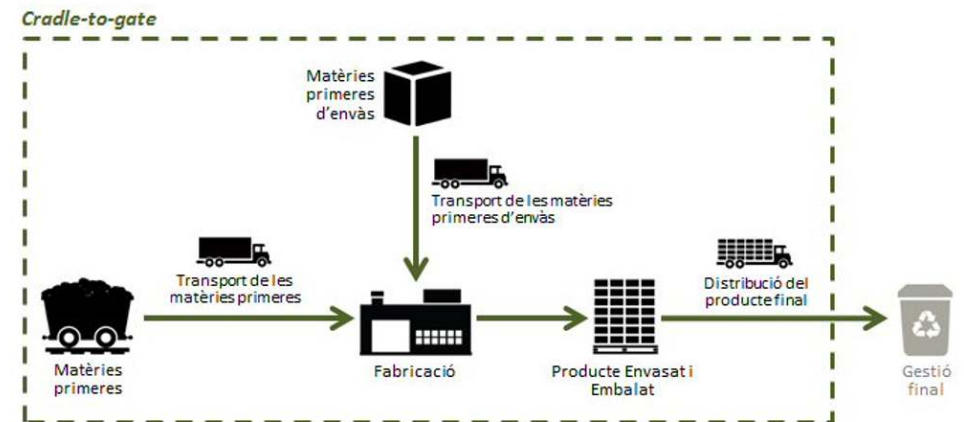 Cradle-to-gate
Matèries
primeres
d'envàs
Transport de les matèries
primeres d'envàs
Transport de les
matèries primeres
Distribució del
producte final
Matèries
primeres
Fabricació
Producte Envasat i
Embalat
Gestió
final